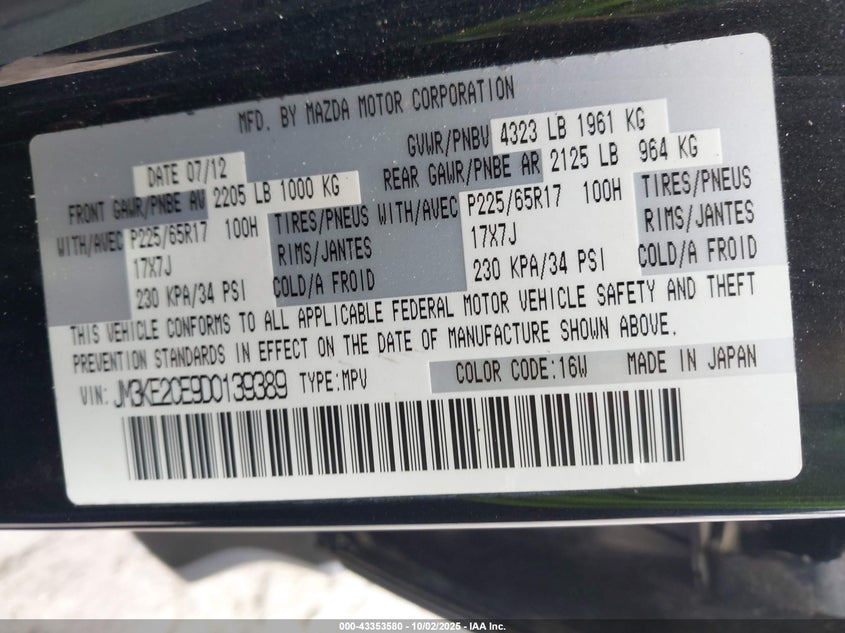 MFD. BY MAZDA MOTOR CORPORATION
DATE 07/12 GVWR/PNBV 4323 LB 1961 KG
FRONT GAWR/PNBE AV 2205 LB 1000 KG REAR GAWR/PNBE AR 2125 LB 964 KG
WITH/AVEC P225/65R17 100H TIRES/PNEUS WITH/AVEC P225/65R17 100H TIRES/PNEUS
17X7J RIMS/JANTES 17X7J RIMS/JANTES
230 KPA/34 PSI COLD/A FROID 230 KPA/34 PSI COLD/A FROID
THIS VEHICLE CONFORMS TO ALL APPLICABLE FEDERAL MOTOR VEHICLE SAFETY AND THEFT
PREVENTION STANDARDS IN EFFECT ON THE DATE OF MANUFACTURE SHOWN ABOVE.
VIN: JM3KE2CE9D0139389 TYPE:MPV COLOR CODE:16W MADE IN JAPAN
000-43353580 - 10/02/2025 - IAA Inc.